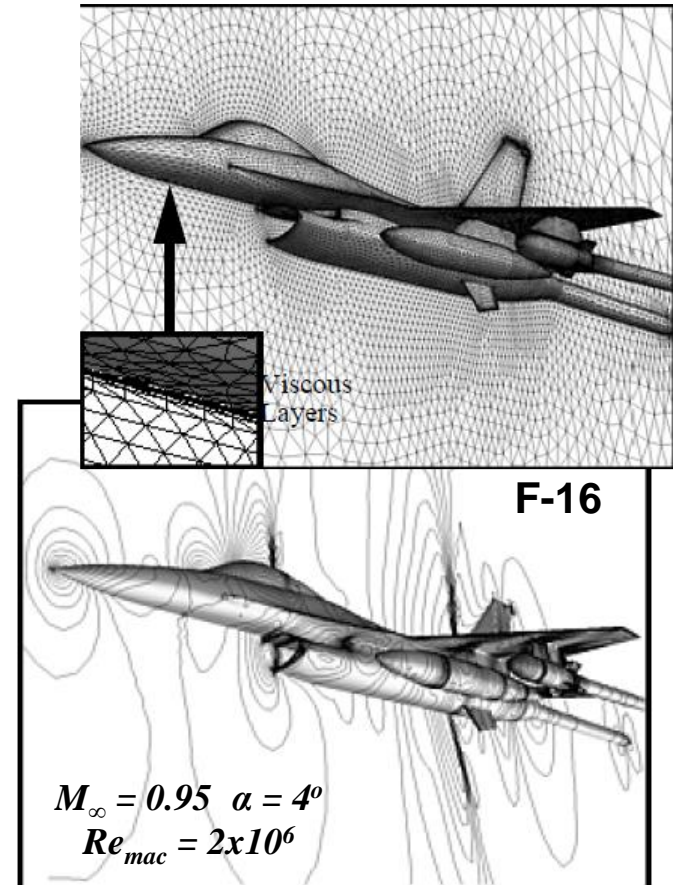 Viscous
Layers
F-16
M∞ = 0.95 α = 4º
Reₘₐc = 2x10⁶